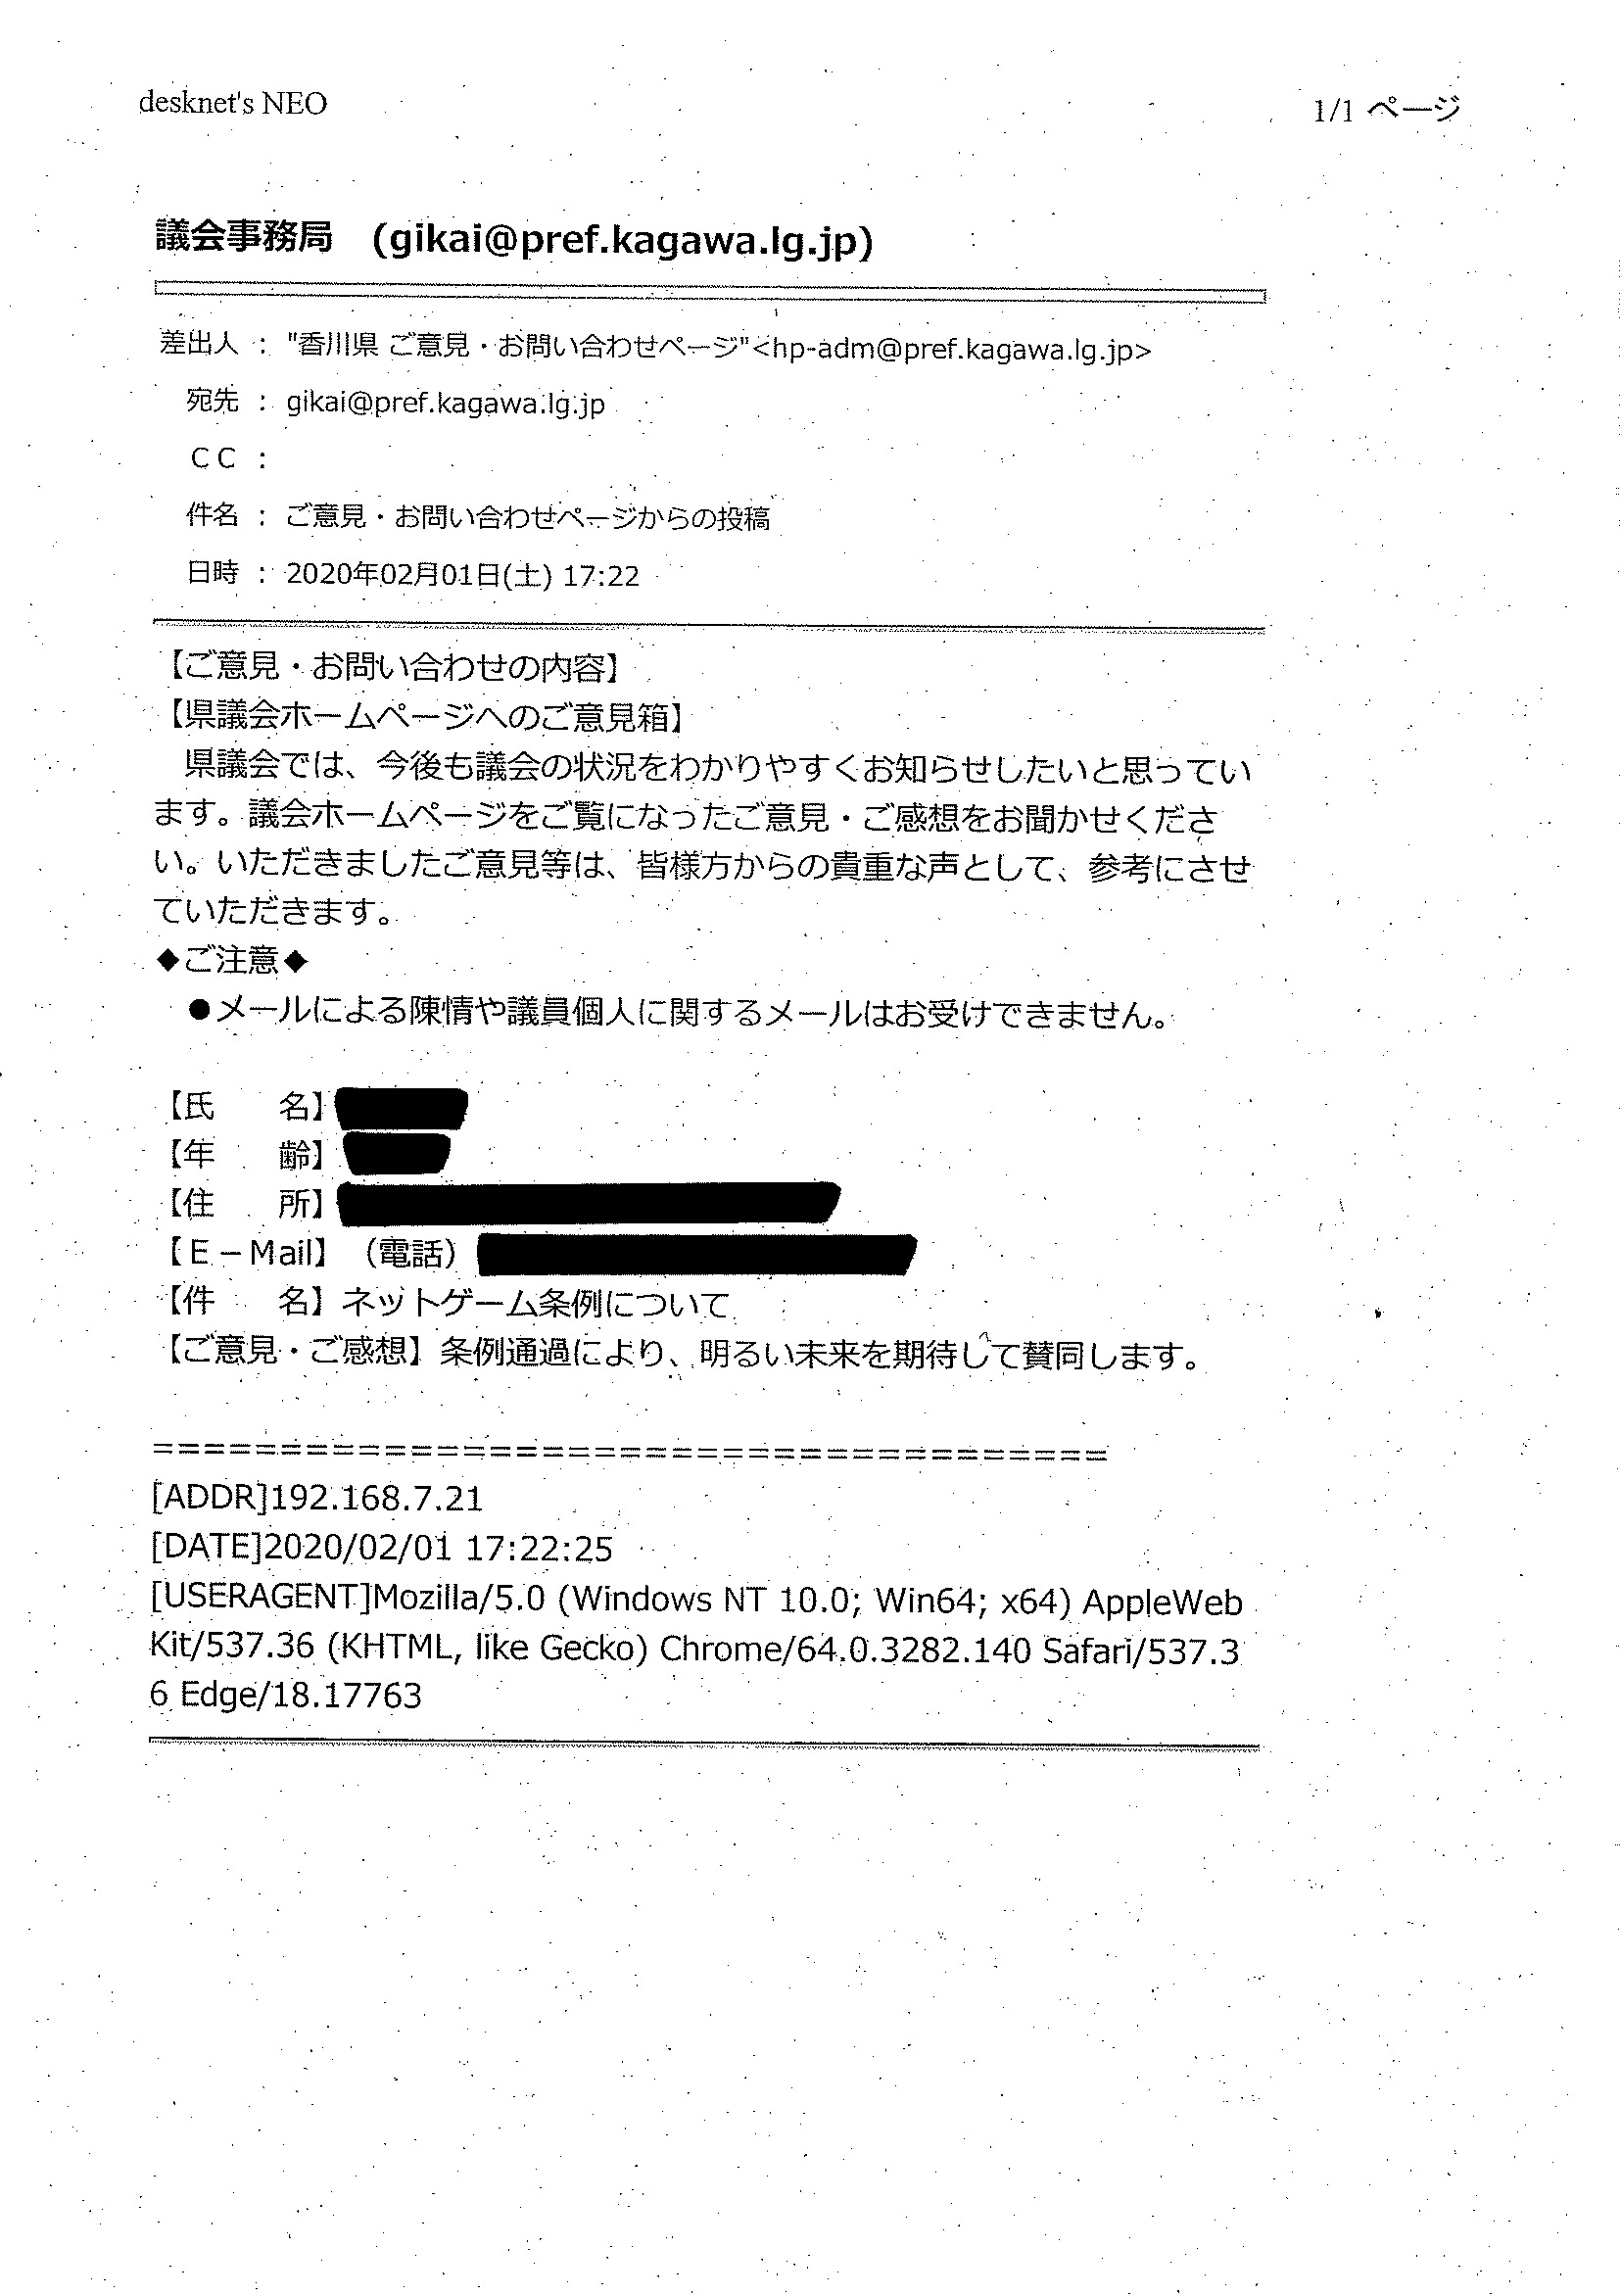 desknet's NEO
1/1 ページ
議会事務局　(gikai@pref.kagawa.lg.jp)
差出人 : "香川県 ご意見・お問い合わせページ"<hp-adm@pref.kagawa.lg.jp>
宛先 : gikai@pref.kagawa.lg.jp
ＣＣ :
件名 : ご意見・お問い合わせページからの投稿
日時 : 2020年02月01日(土) 17:22
【ご意見・お問い合わせの内容】
【県議会ホームページへのご意見箱】
　県議会では、今後も議会の状況をわかりやすくお知らせしたいと思ってい
ます。議会ホームページをご覧になったご意見・ご感想をお聞かせくださ
い。いただきましたご意見等は、皆様方からの貴重な声として、参考にさせ
ていただきます。
◆ご注意◆
　●メールによる陳情や議員個人に関するメールはお受けできません。
【氏　　名】
【年　　齢】
【住　　所】
【Ｅ－Mail】（電話）
【件　　名】ネットゲーム条例について
【ご意見・ご感想】条例通過により、明るい未来を期待して賛同します。
=====================================
[ADDR]192.168.7.21
[DATE]2020/02/01 17:22:25
[USERAGENT]Mozilla/5.0 (Windows NT 10.0; Win64; x64) AppleWeb
Kit/537.36 (KHTML, like Gecko) Chrome/64.0.3282.140 Safari/537.3
6 Edge/18.17763